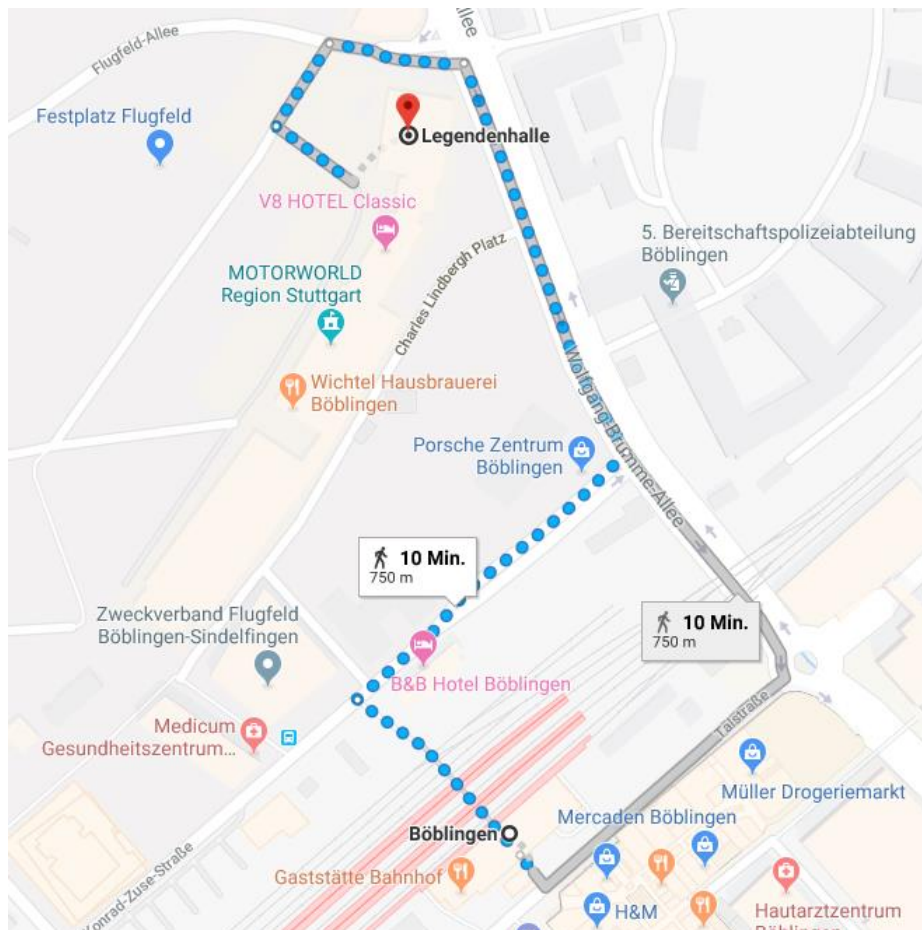 Allee
Flugfeld-Allee
Festplatz Flugfeld
Legendenhalle
V8 HOTEL Classic
5. Bereitschaftspolizeiabteilung
Böblingen
Charles Lindbergh Platz
MOTORWORLD
Region Stuttgart
Wichtel Hausbrauerei
Böblingen
Wolfgang-Brumme-Allee
Porsche Zentrum
Böblingen
10 Min.
750 m
Zweckverband Flugfeld
Böblingen-Sindelfingen
10 Min.
750 m
B&B Hotel Böblingen
Medicum
Gesundheitszentrum...
Talstraße
Müller Drogeriemarkt
Böblingen
Mercaden Böblingen
Gaststätte Bahnhof
Konrad-Zuse-Straße
H&M
Hautarztzentrum
Böblingen